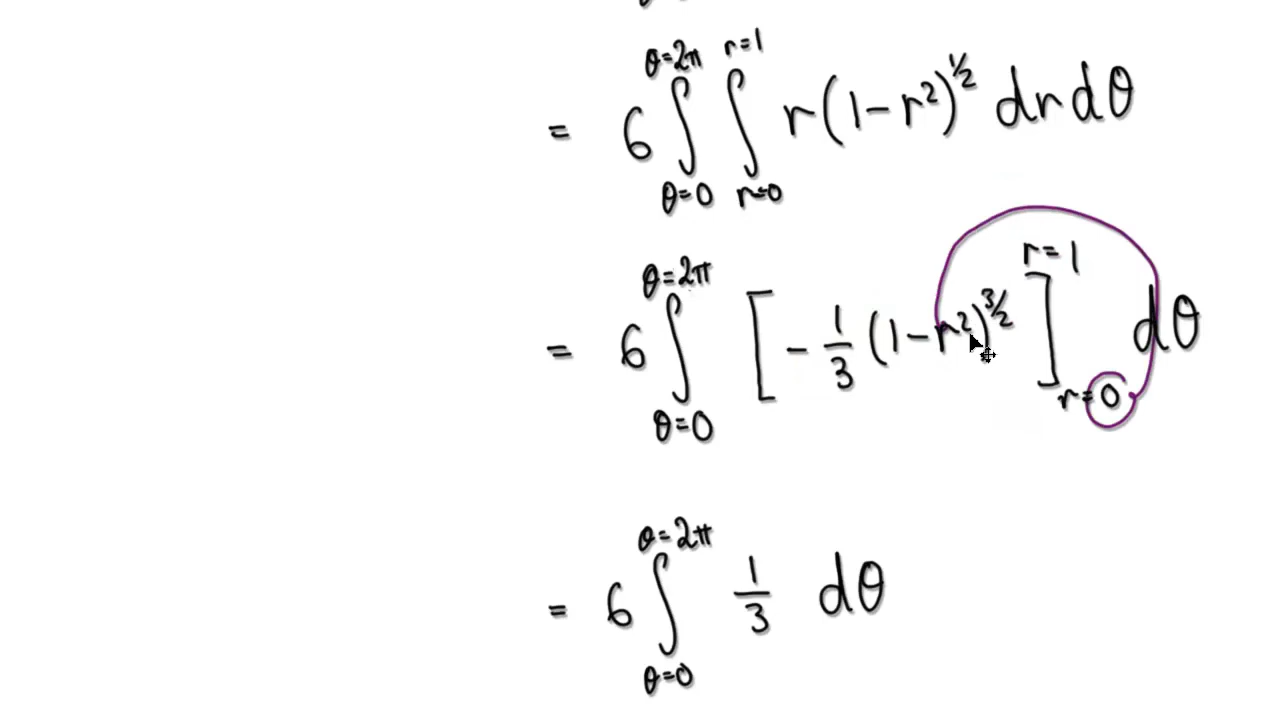 = 6 ∫_{θ=0}^{θ=2π} ∫_{r=0}^{r=1} r(1-r²)^{1/2} dr dθ
= 6 ∫_{θ=0}^{θ=2π} [ -1/3 (1-r²)^{3/2} ]_{r=0}^{r=1} dθ
= 6 ∫_{θ=0}^{θ=2π} 1/3 dθ